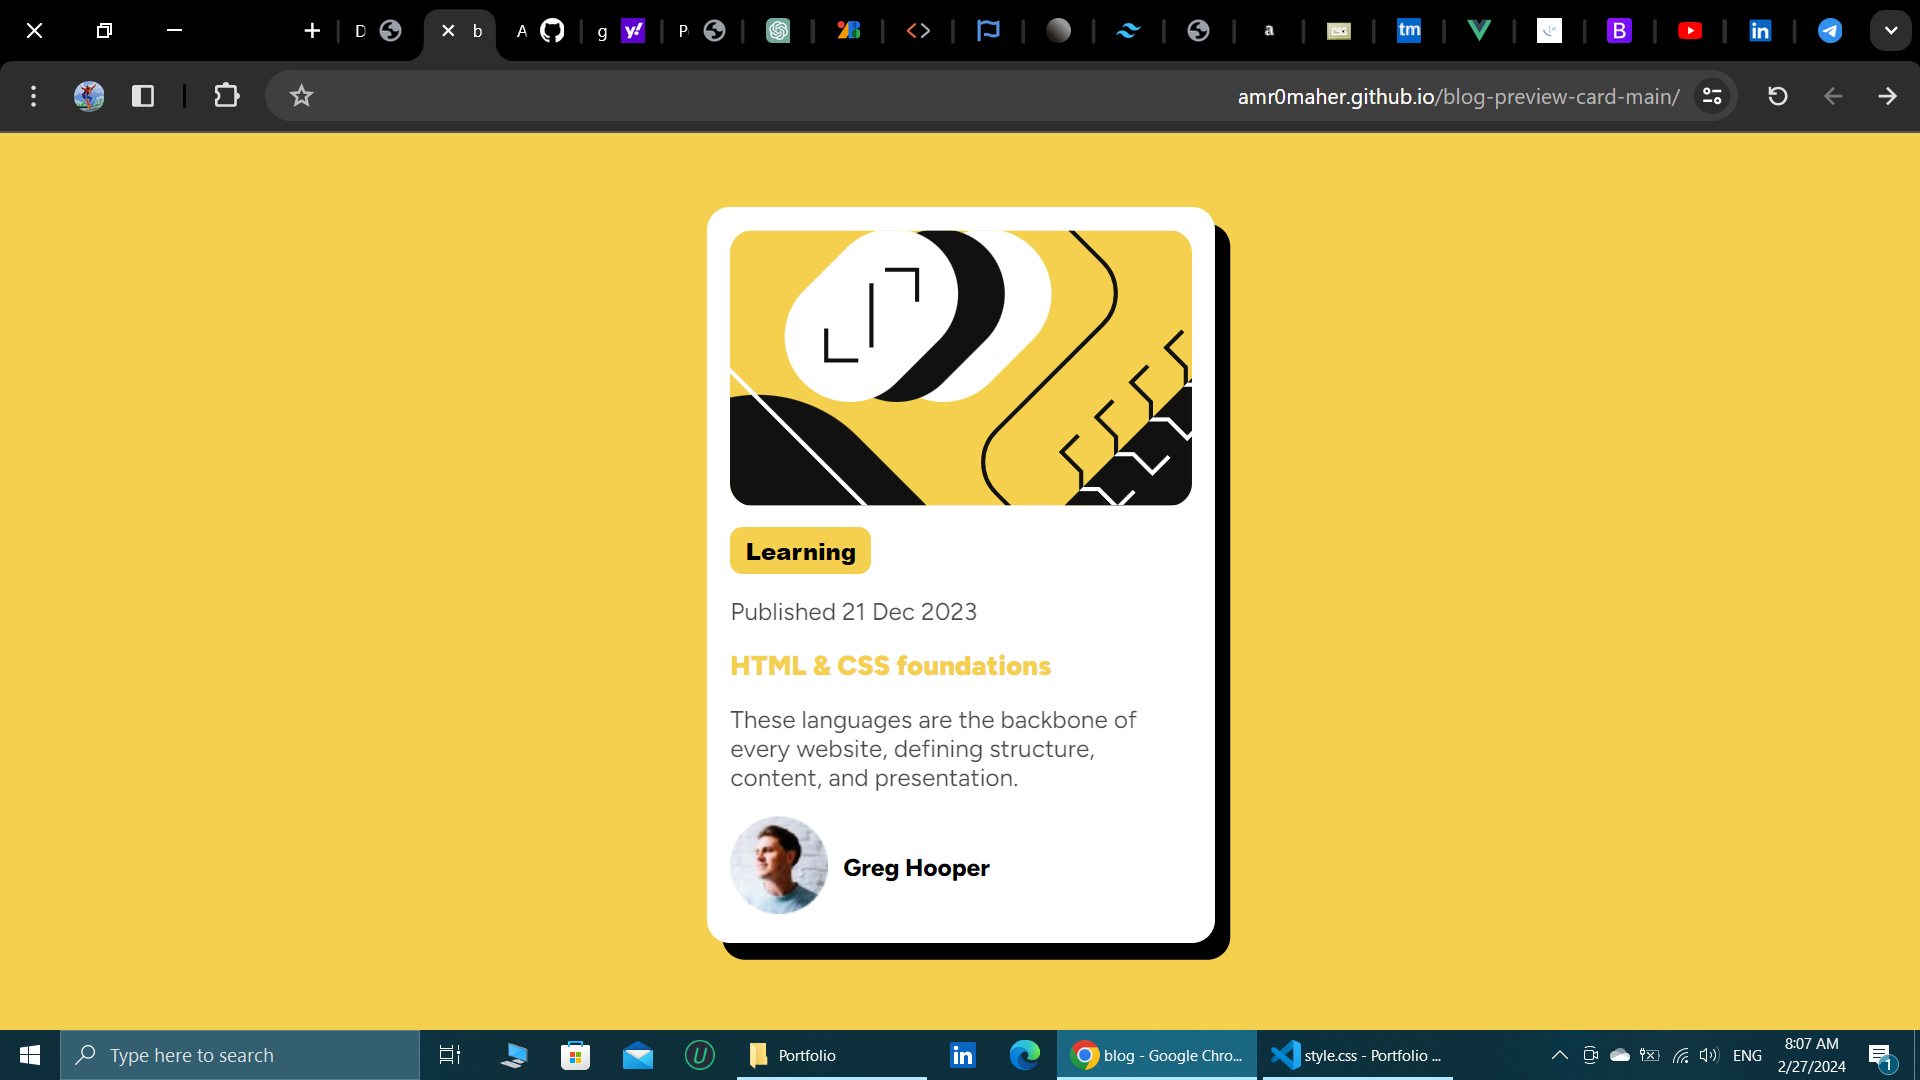 D
b
A
g
y!
P
a
tm
B
in
amr0maher.github.io/blog-preview-card-main/
Learning
Published 21 Dec 2023
HTML & CSS foundations
These languages are the backbone of
every website, defining structure,
content, and presentation.
Greg Hooper
Type here to search
U
Portfolio
in
blog - Google Chro...
style.css - Portfolio ...
ENG
8:07 AM
2/27/2024
1